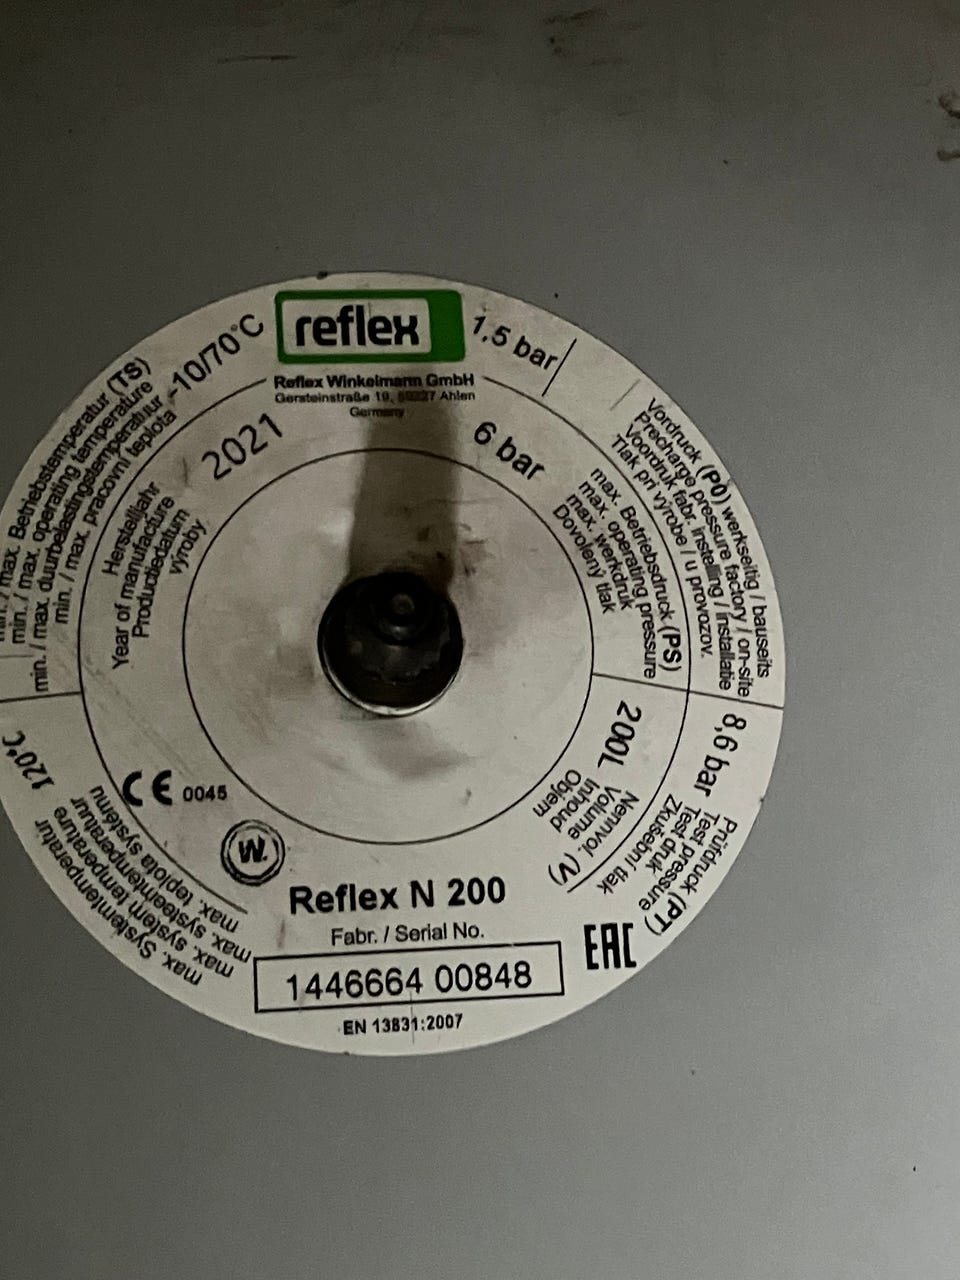 reflex
Reflex Winkelmann GmbH
Gersteinstraße 19, 59227 Ahlen
Germany
1,5 bar
Vordruck (P0) werkseitig / bauseits
Precharge pressure factory / on-site
Voordruk fabr. instelling / installatie
Tlak pri výrobe / u provozov.
6 bar
max. Betriebsdruck (PS)
max. operating pressure
max. werkdruk
Dovolený tlak
8,6 bar
Prüfdruck (PT)
Test pressure
Test druk
Zkušební tlak
200L
Nennvol. (V)
Volume
Inhoud
Objem
-10/70°C
min. / max. Betriebstemperatur (TS)
min. / max. operating temperature
min. / max. duurbelastingstemperatuur
min. / max. pracovní teplota
2021
Herstelljahr
Year of manufacture
Productiedatum
výroby
120°C
max. Systemtemperatur
max. system temperature
max. systeemtemperatuur
max. teplota systému
CE 0045
W.
Reflex N 200
Fabr. / Serial No.
1446664 00848
EAC
EN 13831:2007